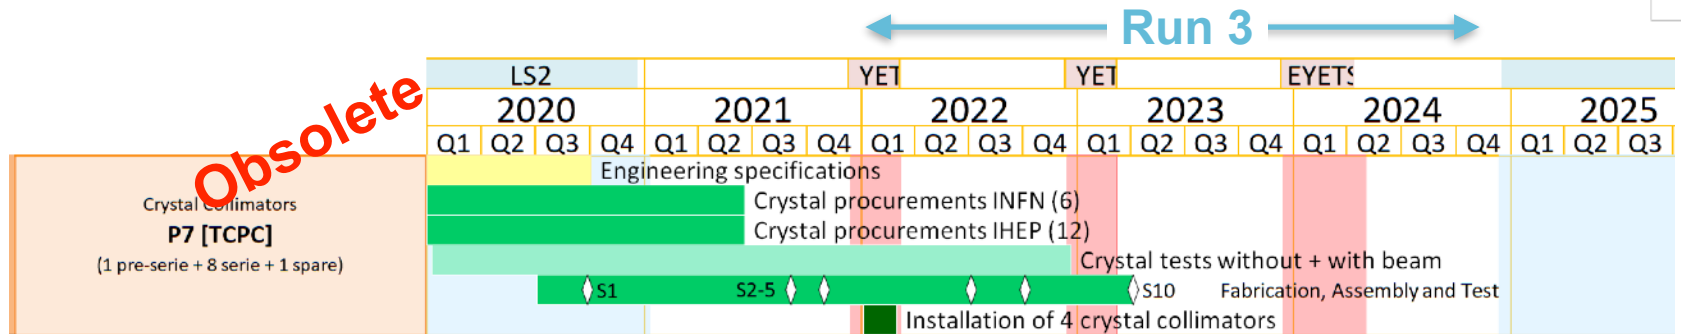 Run 3
Obsolete
LS2 YET YET EYETS
2020 2021 2022 2023 2024 2025
Q1 Q2 Q3 Q4 Q1 Q2 Q3 Q4 Q1 Q2 Q3 Q4 Q1 Q2 Q3 Q4 Q1 Q2 Q3 Q4 Q1 Q2 Q3
Engineering specifications
Crystal Collimators
P7 [TCPC]
(1 pre-serie + 8 serie + 1 spare)
Crystal procurements INFN (6)
Crystal procurements IHEP (12)
Crystal tests without + with beam
S1 S2-5 S10 Fabrication, Assembly and Test
Installation of 4 crystal collimators